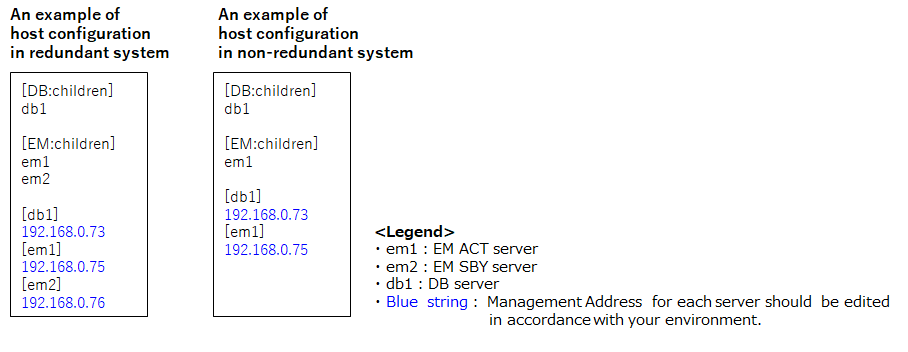 An example of
host configuration
in redundant system
[DB:children]
db1
[EM:children]
em1
em2
[db1]
192.168.0.73
[em1]
192.168.0.75
[em2]
192.168.0.76
An example of
host configuration
in non-redundant system
[DB:children]
db1
[EM:children]
em1
[db1]
192.168.0.73
[em1]
192.168.0.75
<Legend>
・em1 : EM ACT server
・em2 : EM SBY server
・db1 : DB server
・Blue string : Management Address for each server should be edited
in accordance with your environment.